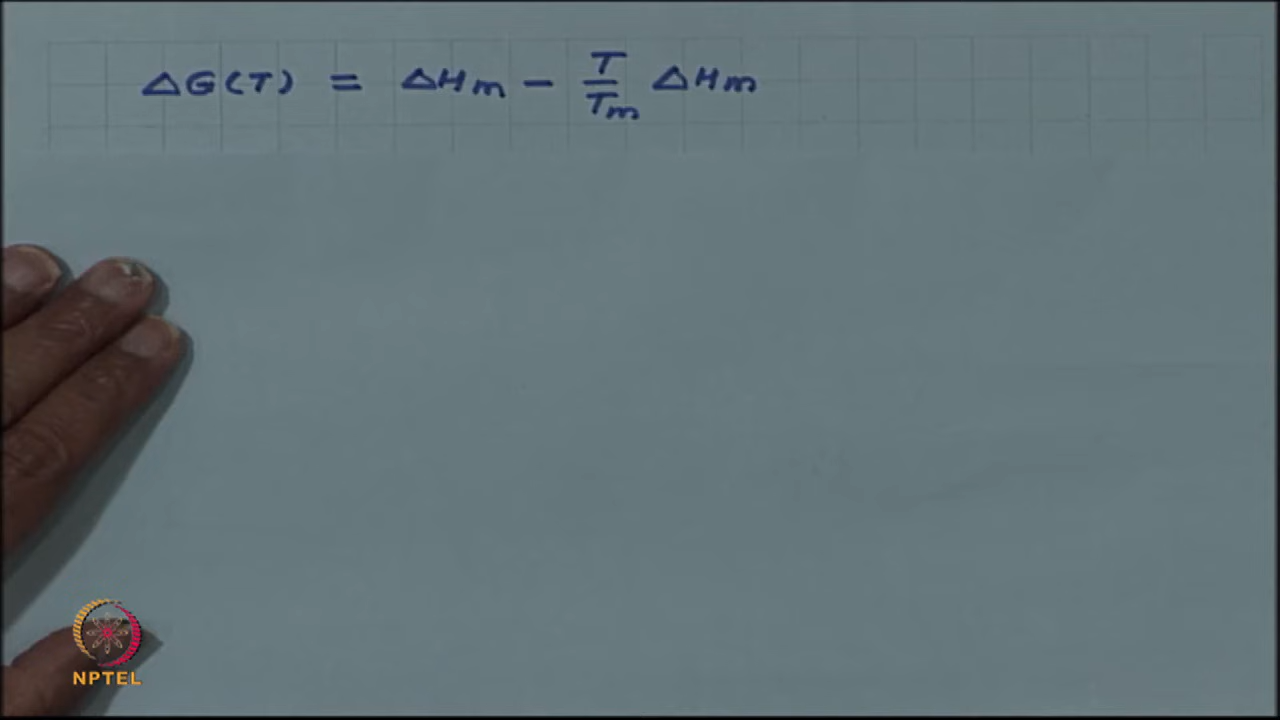 ΔG(T) = ΔHm − T/Tm ΔHm
NPTEL